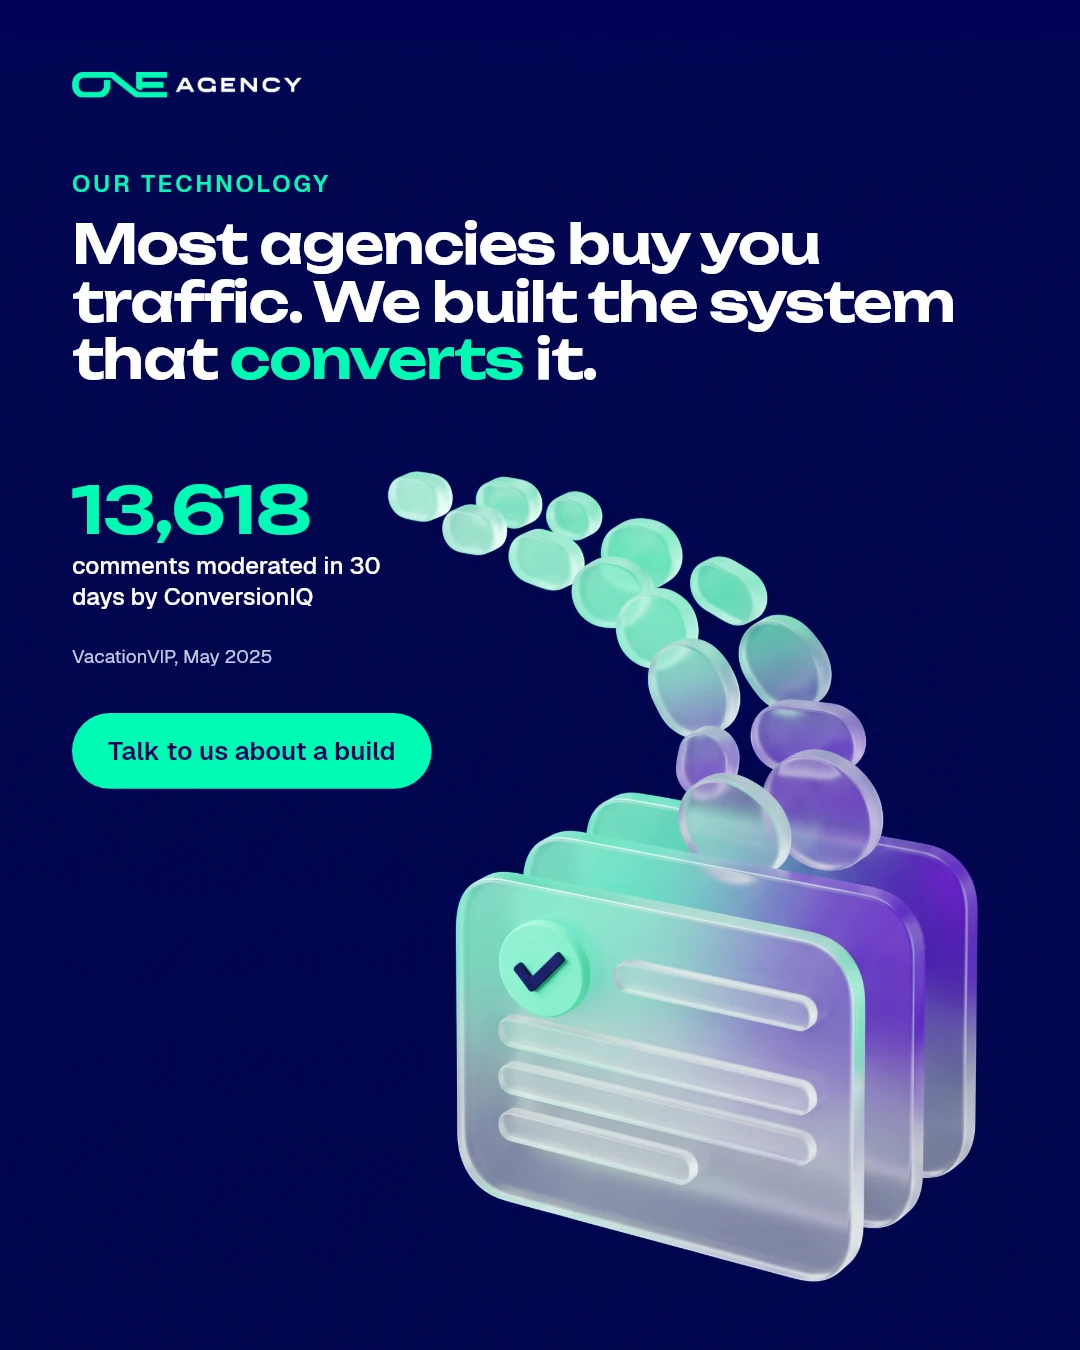 ONE AGENCY
OUR TECHNOLOGY
Most agencies buy you
traffic. We built the system
that converts it.
13,618
comments moderated in 30
days by ConversionIQ
VacationVIP, May 2025
Talk to us about a build